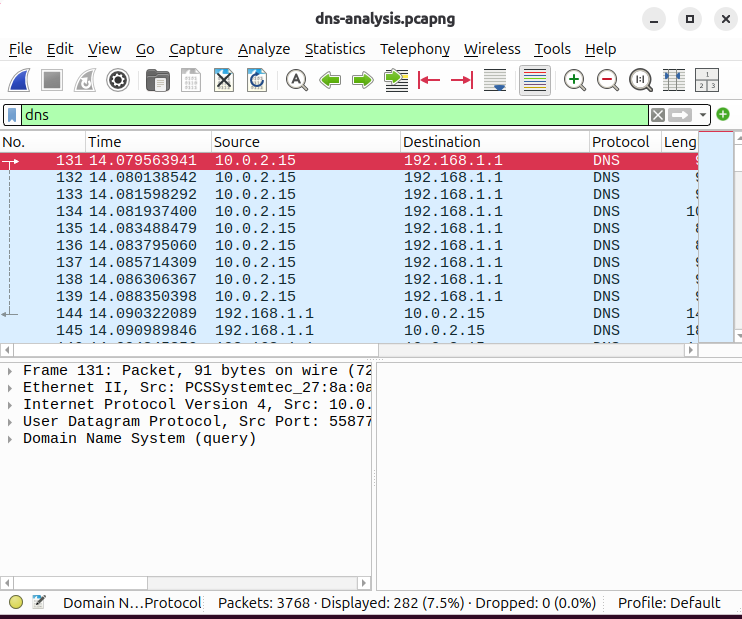 dns-analysis.pcapng
File Edit View Go Capture Analyze Statistics Telephony Wireless Tools Help
dns
No. Time Source Destination Protocol Leng
131 14.079563941 10.0.2.15 192.168.1.1 DNS
132 14.080138542 10.0.2.15 192.168.1.1 DNS
133 14.081598292 10.0.2.15 192.168.1.1 DNS
134 14.081937400 10.0.2.15 192.168.1.1 DNS 10
135 14.083488479 10.0.2.15 192.168.1.1 DNS
136 14.083795060 10.0.2.15 192.168.1.1 DNS
137 14.085714309 10.0.2.15 192.168.1.1 DNS
138 14.086306367 10.0.2.15 192.168.1.1 DNS
139 14.088350398 10.0.2.15 192.168.1.1 DNS
144 14.090322089 192.168.1.1 10.0.2.15 DNS 14
145 14.090989846 192.168.1.1 10.0.2.15 DNS 18
Frame 131: Packet, 91 bytes on wire (72
Ethernet II, Src: PCSSystemtec_27:8a:0a
Internet Protocol Version 4, Src: 10.0.
User Datagram Protocol, Src Port: 55877
Domain Name System (query)
Domain N…Protocol Packets: 3768 · Displayed: 282 (7.5%) · Dropped: 0 (0.0%) Profile: Default